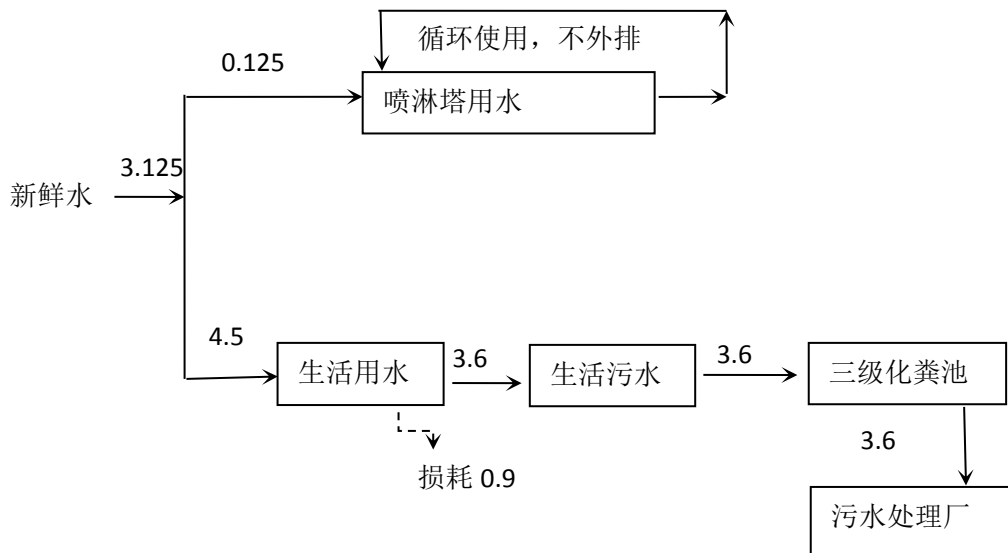 循环使用，不外排
0.125
喷淋塔用水
3.125
新鲜水
4.5
生活用水
3.6
生活污水
3.6
三级化粪池
3.6
损耗 0.9
污水处理厂